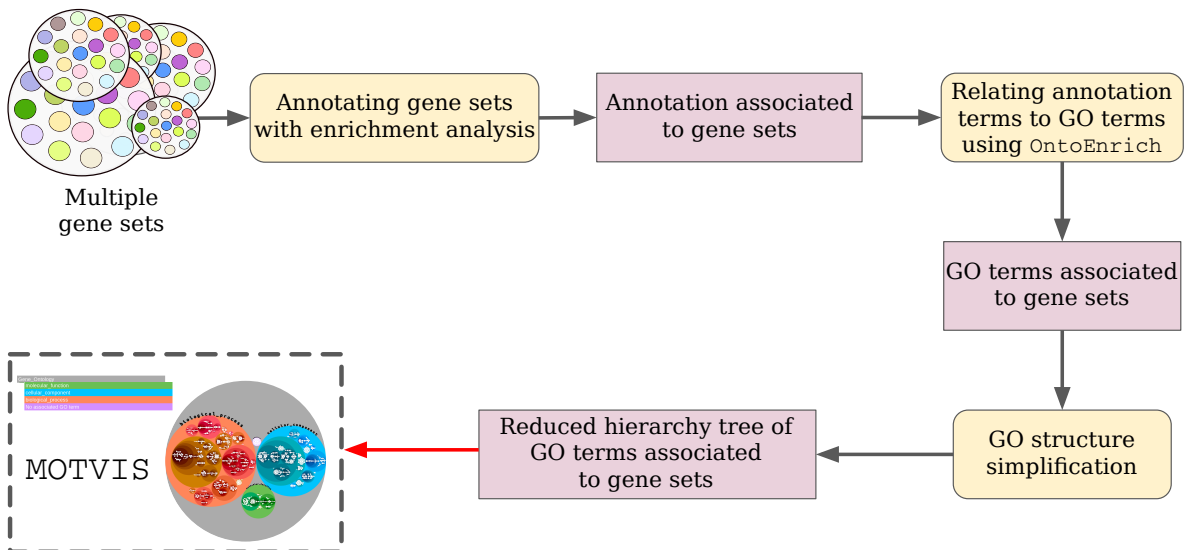 Multiple
gene sets
Annotating gene sets
with enrichment analysis
Annotation associated
to gene sets
Relating annotation
terms to GO terms
using OntoEnrich
GO terms associated
to gene sets
GO structure
simplification
Reduced hierarchy tree of
GO terms associated
to gene sets
Gene_Ontology
molecular_function
cellular_component
biological_process
No associated GO term
MOTVIS
biological_process